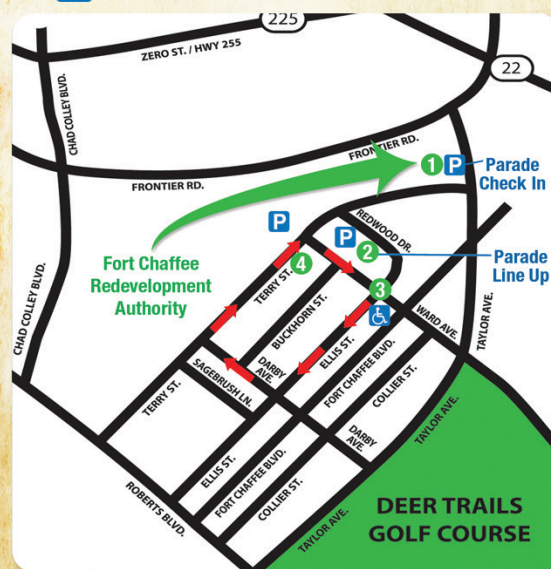 P
225
ZERO ST. / HWY 255
22
CHAD COLLEY BLVD.
FRONTIER RD.
1 P Parade
Check In
FRONTIER RD.
P
REDWOOD DR.
P
2
Parade
Line Up
Fort Chaffee
Redevelopment
Authority
4
TERRY ST.
3
CHAD COLLEY BLVD.
BUCKHORN ST.
WARD AVE.
TAYLOR AVE.
ELLIS ST.
FORT CHAFFEE BLVD.
DARBY
AVE.
SAGEBRUSH LN.
COLLIER ST.
TERRY ST.
DARBY
AVE.
TAYLOR AVE.
ELLIS ST.
FORT CHAFFEE BLVD.
COLLIER ST.
ROBERTS BLVD.
TAYLOR AVE.
DEER TRAILS
GOLF COURSE